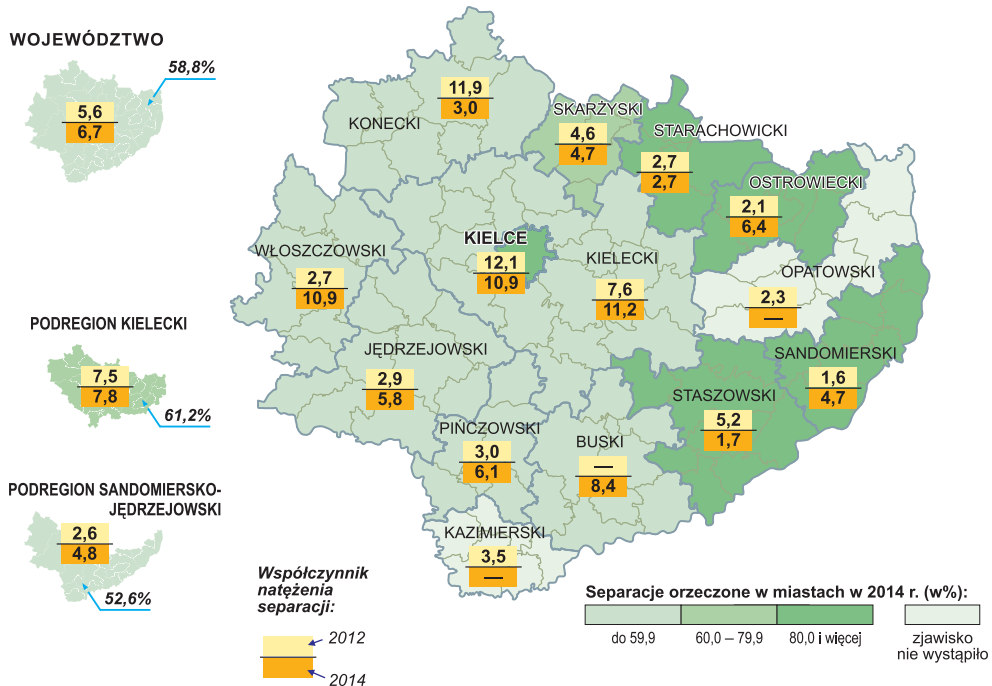 WOJEWÓDZTWO
58,8%
5,6
6,7
PODREGION KIELECKI
7,5
7,8
61,2%
PODREGION SANDOMIERSKO-
JĘDRZEJOWSKI
2,6
4,8
52,6%
KONECKI
11,9
3,0
SKARŻYSKI
4,6
4,7
STARACHOWICKI
2,7
2,7
OSTROWIECKI
2,1
6,4
WŁOSZCZOWSKI
2,7
10,9
KIELCE
12,1
10,9
KIELECKI
7,6
11,2
OPATOWSKI
2,3
—
JĘDRZEJOWSKI
2,9
5,8
SANDOMIERSKI
1,6
4,7
STASZOWSKI
5,2
1,7
PIŃCZOWSKI
3,0
6,1
BUSKI
—
8,4
KAZIMIERSKI
3,5
—
Współczynnik
natężenia
separacji:
2012
2014
Separacje orzeczone w miastach w 2014 r. (w%):
do 59,9
60,0 – 79,9
80,0 i więcej
zjawisko
nie wystąpiło